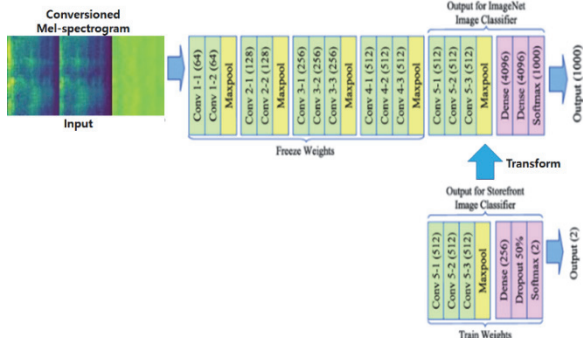 Conversioned
Mel-spectrogram
Input
Conv 1-1 (64)
Conv 1-2 (64)
Maxpool
Conv 2-1 (128)
Conv 2-2 (128)
Maxpool
Conv 3-1 (256)
Conv 3-2 (256)
Conv 3-3 (256)
Maxpool
Conv 4-1 (512)
Conv 4-2 (512)
Conv 4-3 (512)
Maxpool
Freeze Weights
Output for ImageNet
Image Classifier
Conv 5-1 (512)
Conv 5-2 (512)
Conv 5-3 (512)
Maxpool
Dense (4096)
Dense (4096)
Softmax (1000)
Output (1000)
Transform
Output for Storefront
Image Classifier
Conv 5-1 (512)
Conv 5-2 (512)
Conv 5-3 (512)
Maxpool
Dense (256)
Dropout 50%
Softmax (2)
Output (2)
Train Weights